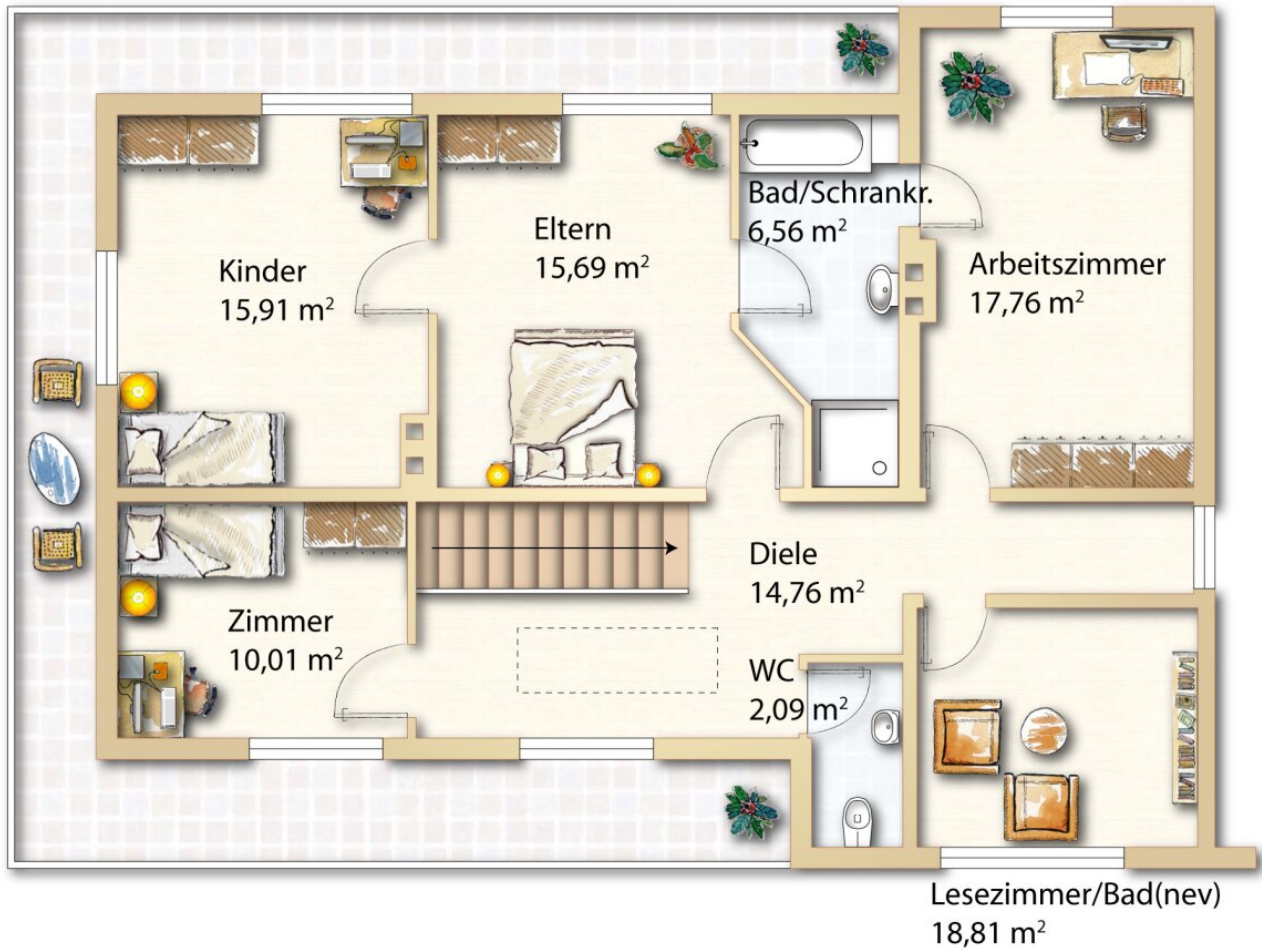 Kinder
15,91 m²
Eltern
15,69 m²
Bad/Schrankr.
6,56 m²
Arbeitszimmer
17,76 m²
Zimmer
10,01 m²
Diele
14,76 m²
WC
2,09 m²
Lesezimmer/Bad(nev)
18,81 m²